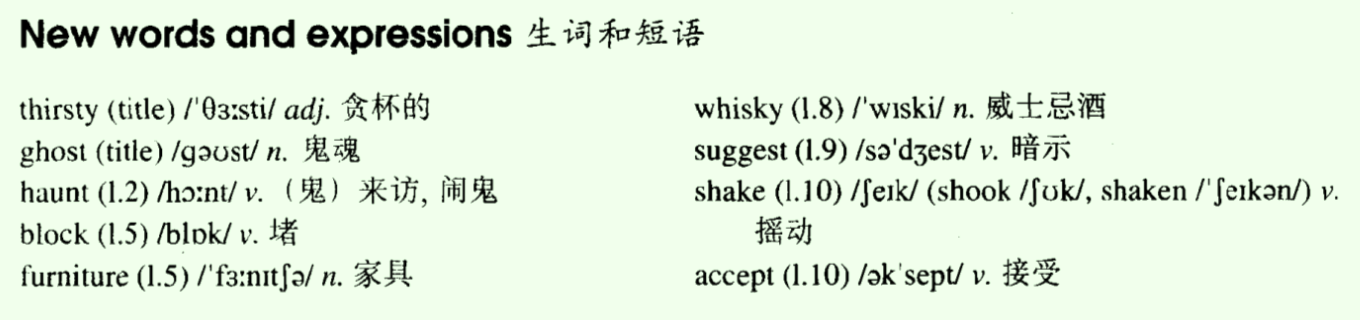 New words and expressions 生词和短语
thirsty (title) /ˈθɜːsti/ adj. 贪杯的
ghost (title) /gəʊst/ n. 鬼魂
haunt (l.2) /hɔːnt/ v. （鬼）来访, 闹鬼
block (l.5) /blɒk/ v. 堵
furniture (l.5) /ˈfɜːnɪtʃə/ n. 家具
whisky (l.8) /ˈwɪski/ n. 威士忌酒
suggest (l.9) /səˈdʒest/ v. 暗示
shake (l.10) /ʃeɪk/ (shook /ʃʊk/, shaken /ˈʃeɪkən/) v.
摇动
accept (l.10) /əkˈsept/ v. 接受